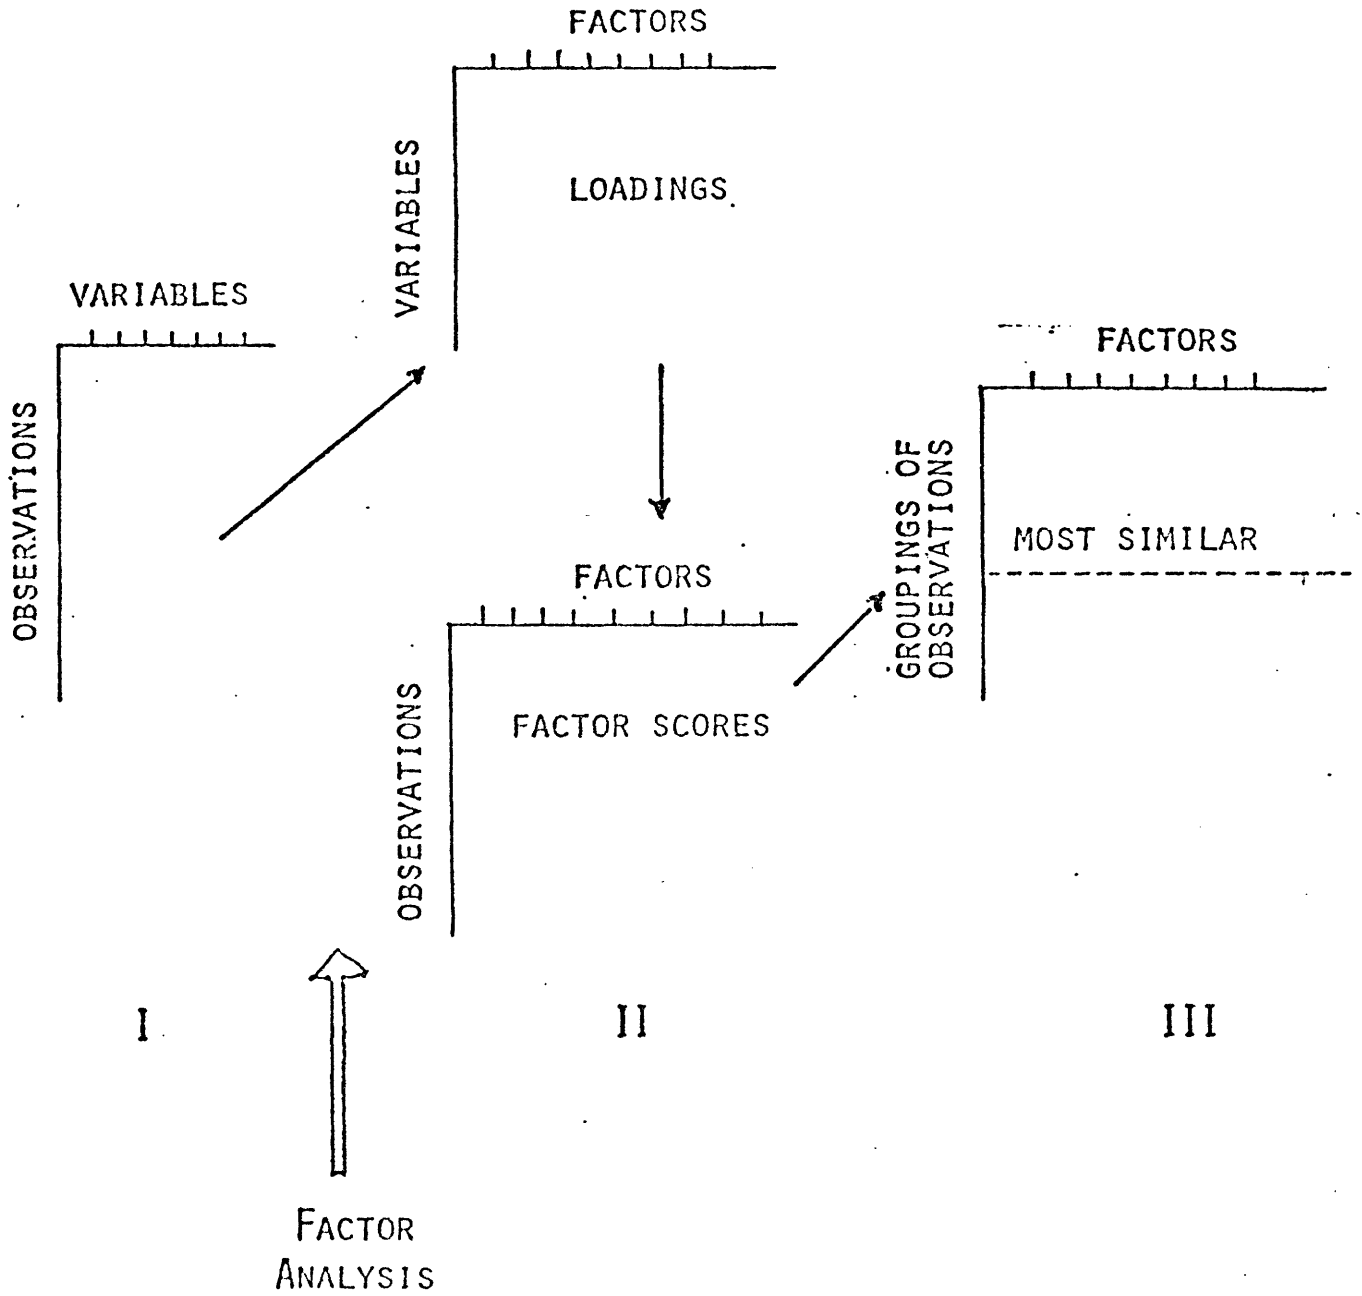 VARIABLES
OBSERVATIONS
FACTORS
VARIABLES
LOADINGS
FACTORS
OBSERVATIONS
FACTOR SCORES
FACTORS
GROUPINGS OF
OBSERVATIONS
MOST SIMILAR
I
II
III
FACTOR
ANALYSIS